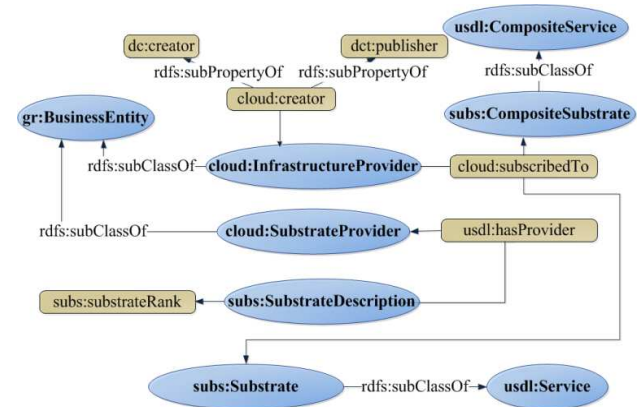 usdl:CompositeService
dc:creator
dct:publisher
rdfs:subPropertyOf
rdfs:subPropertyOf
rdfs:subClassOf
cloud:creator
gr:BusinessEntity
subs:CompositeSubstrate
rdfs:subClassOf
cloud:InfrastructureProvider
cloud:subscribedTo
rdfs:subClassOf
cloud:SubstrateProvider
usdl:hasProvider
subs:substrateRank
subs:SubstrateDescription
subs:Substrate
rdfs:subClassOf
usdl:Service